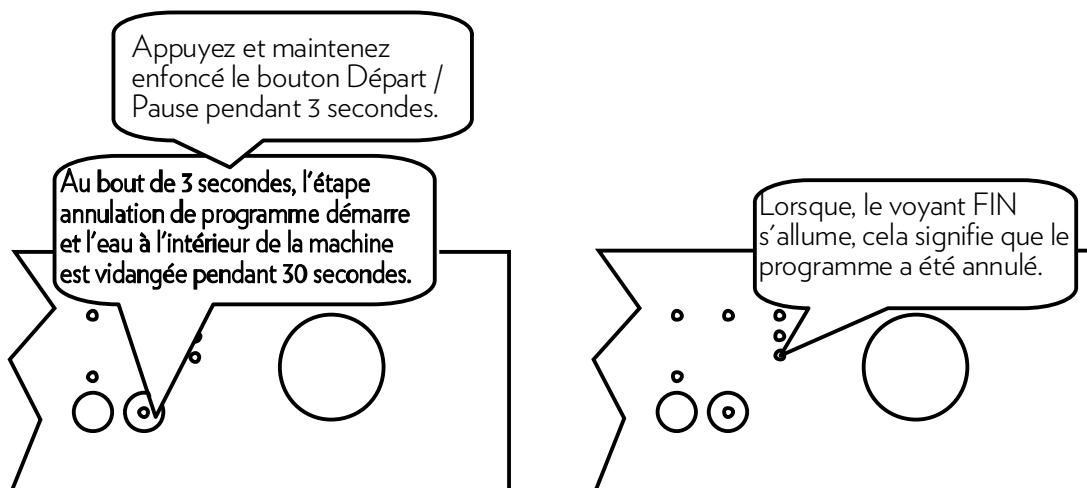 Appuyez et maintenez
enfoncé le bouton Départ /
Pause pendant 3 secondes.
Au bout de 3 secondes, l'étape
annulation de programme démarre
et l'eau à l'intérieur de la machine
est vidangée pendant 30 secondes.
Lorsque, le voyant FIN
s'allume, cela signifie que le
programme a été annulé.